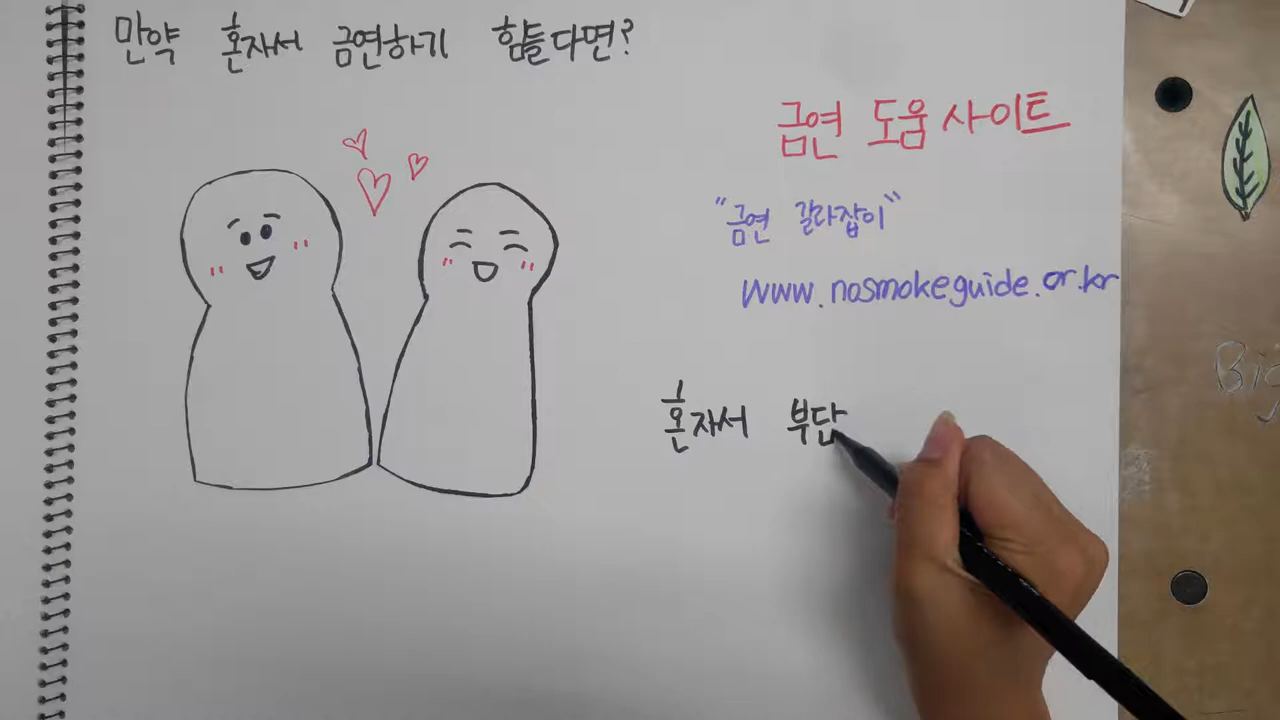 만약 혼자서 금연하기 힘들다면?
금연 도움 사이트
"금연 길라잡이"
www.nosmokeguide.or.kr
혼자서 부단
Big